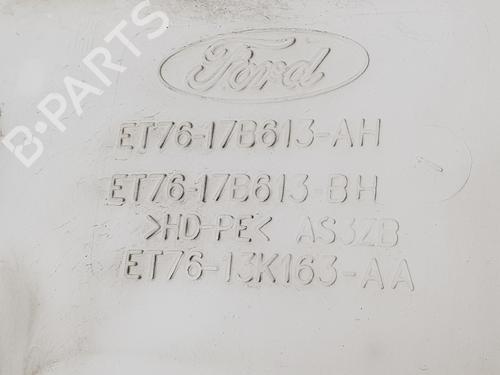 Ford
B-PARTS
ET76-17B613-AH
ET76-17B613-BH
>HD-PE< AS3ZB
ET76-13K163-AA